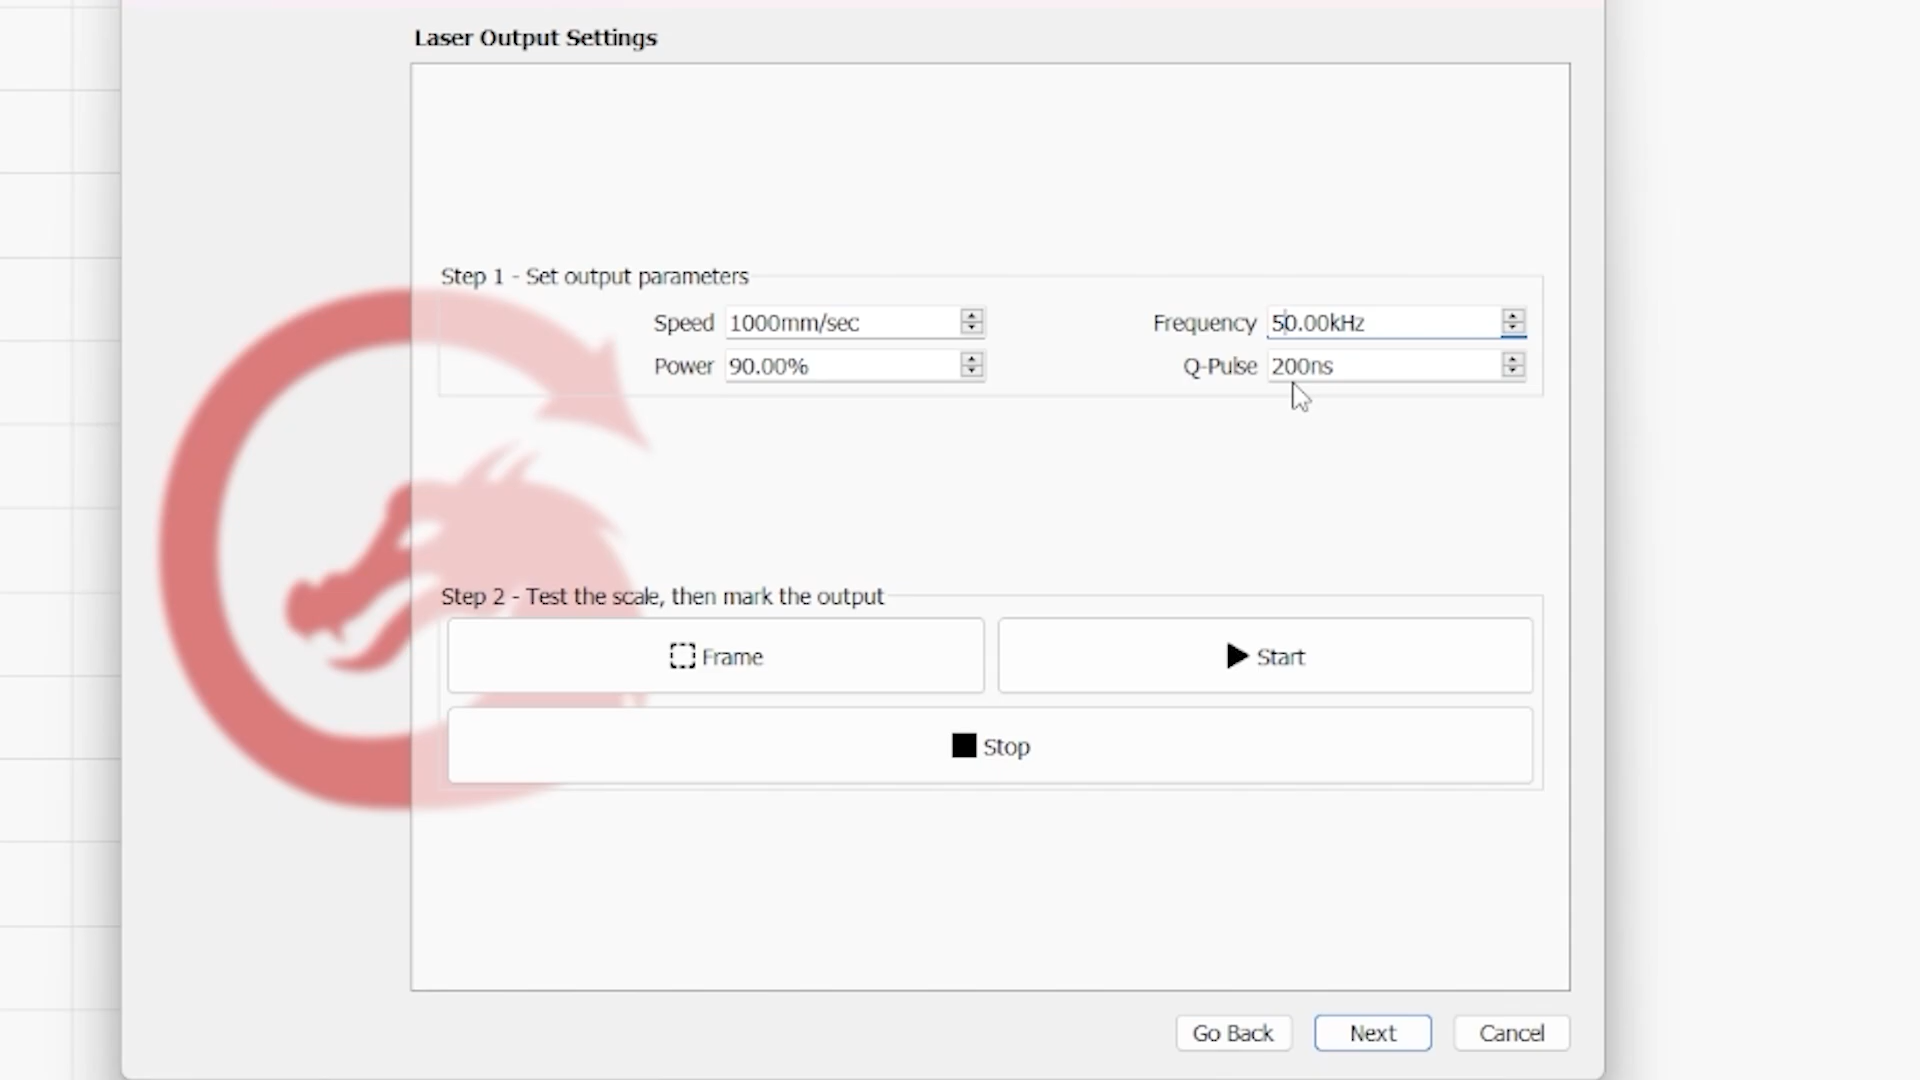 Laser Output Settings
Step 1 - Set output parameters
Speed 1000mm/sec Frequency 50.00kHz
Power 90.00% Q-Pulse 200ns
Step 2 - Test the scale, then mark the output
Frame Start
Stop
Go Back Next Cancel